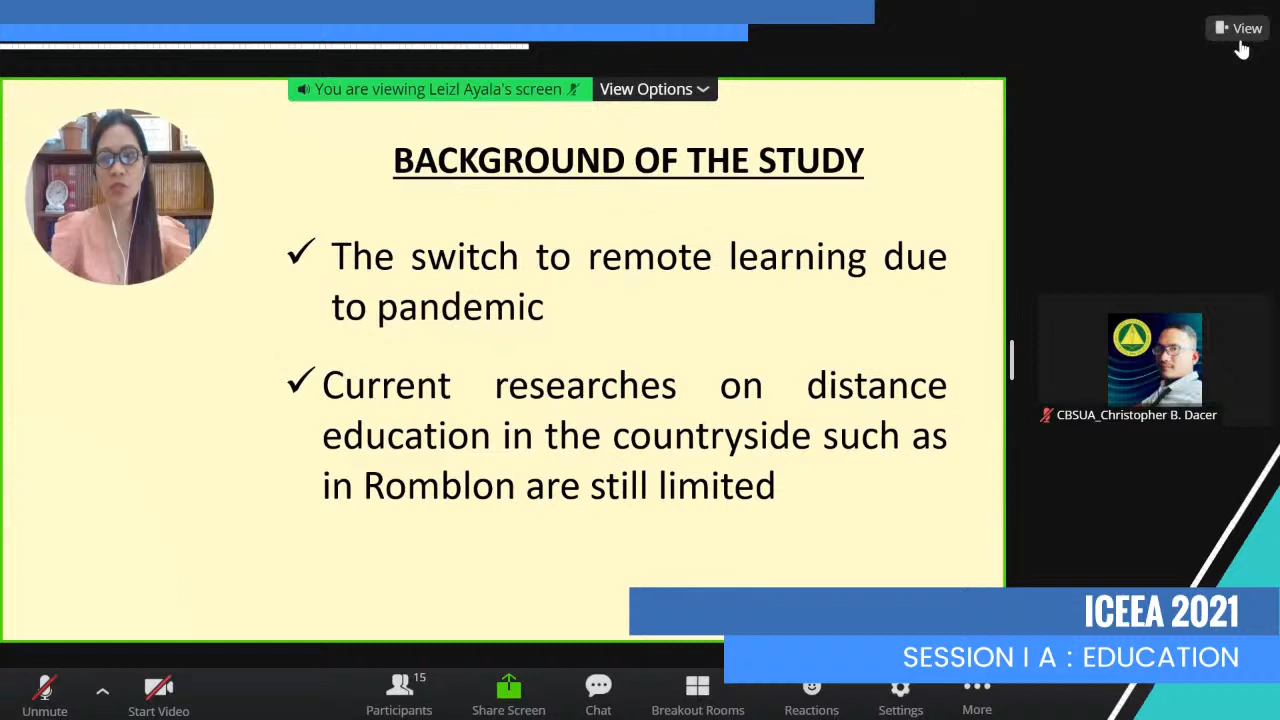 View
You are viewing Leizl Ayala's screen
View Options
BACKGROUND OF THE STUDY
✓ The switch to remote learning due
to pandemic
✓ Current researches on distance
education in the countryside such as
in Romblon are still limited
CBSUA_Christopher B. Dacer
ICEEA 2021
SESSION I A : EDUCATION
15
Unmute
Start Video
Participants
Share Screen
Chat
Breakout Rooms
Reactions
Settings
More